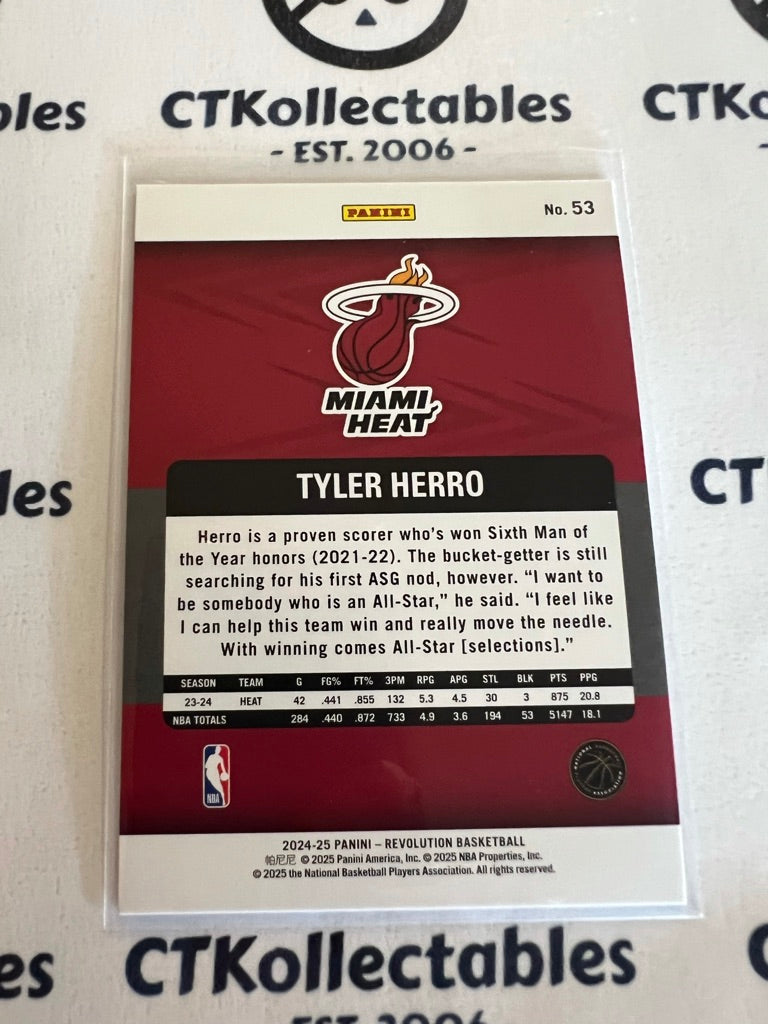 oles CTKollectables CTKo
- EST. 2006 -
PANINI
No. 53
MIAMI
HEAT
TYLER HERRO
Herro is a proven scorer who's won Sixth Man of
the Year honors (2021-22). The bucket-getter is still
searching for his first ASG nod, however. “I want to
be somebody who is an All-Star,” he said. “I feel like
I can help this team win and really move the needle.
With winning comes All-Star [selections].”
SEASON TEAM G FG% FT% 3PM RPG APG STL BLK PTS PPG
23-24 HEAT 42 .441 .855 132 5.3 4.5 30 3 875 20.8
NBA TOTALS 284 .440 .872 733 4.9 3.6 194 53 5147 18.1
NBA
2024-25 PANINI – REVOLUTION BASKETBALL
帕尼尼 © 2025 Panini America, Inc. © 2025 NBA Properties, Inc.
© 2025 the National Basketball Players Association. All rights reserved.
les CT
es CTKollectables
EST. 2006